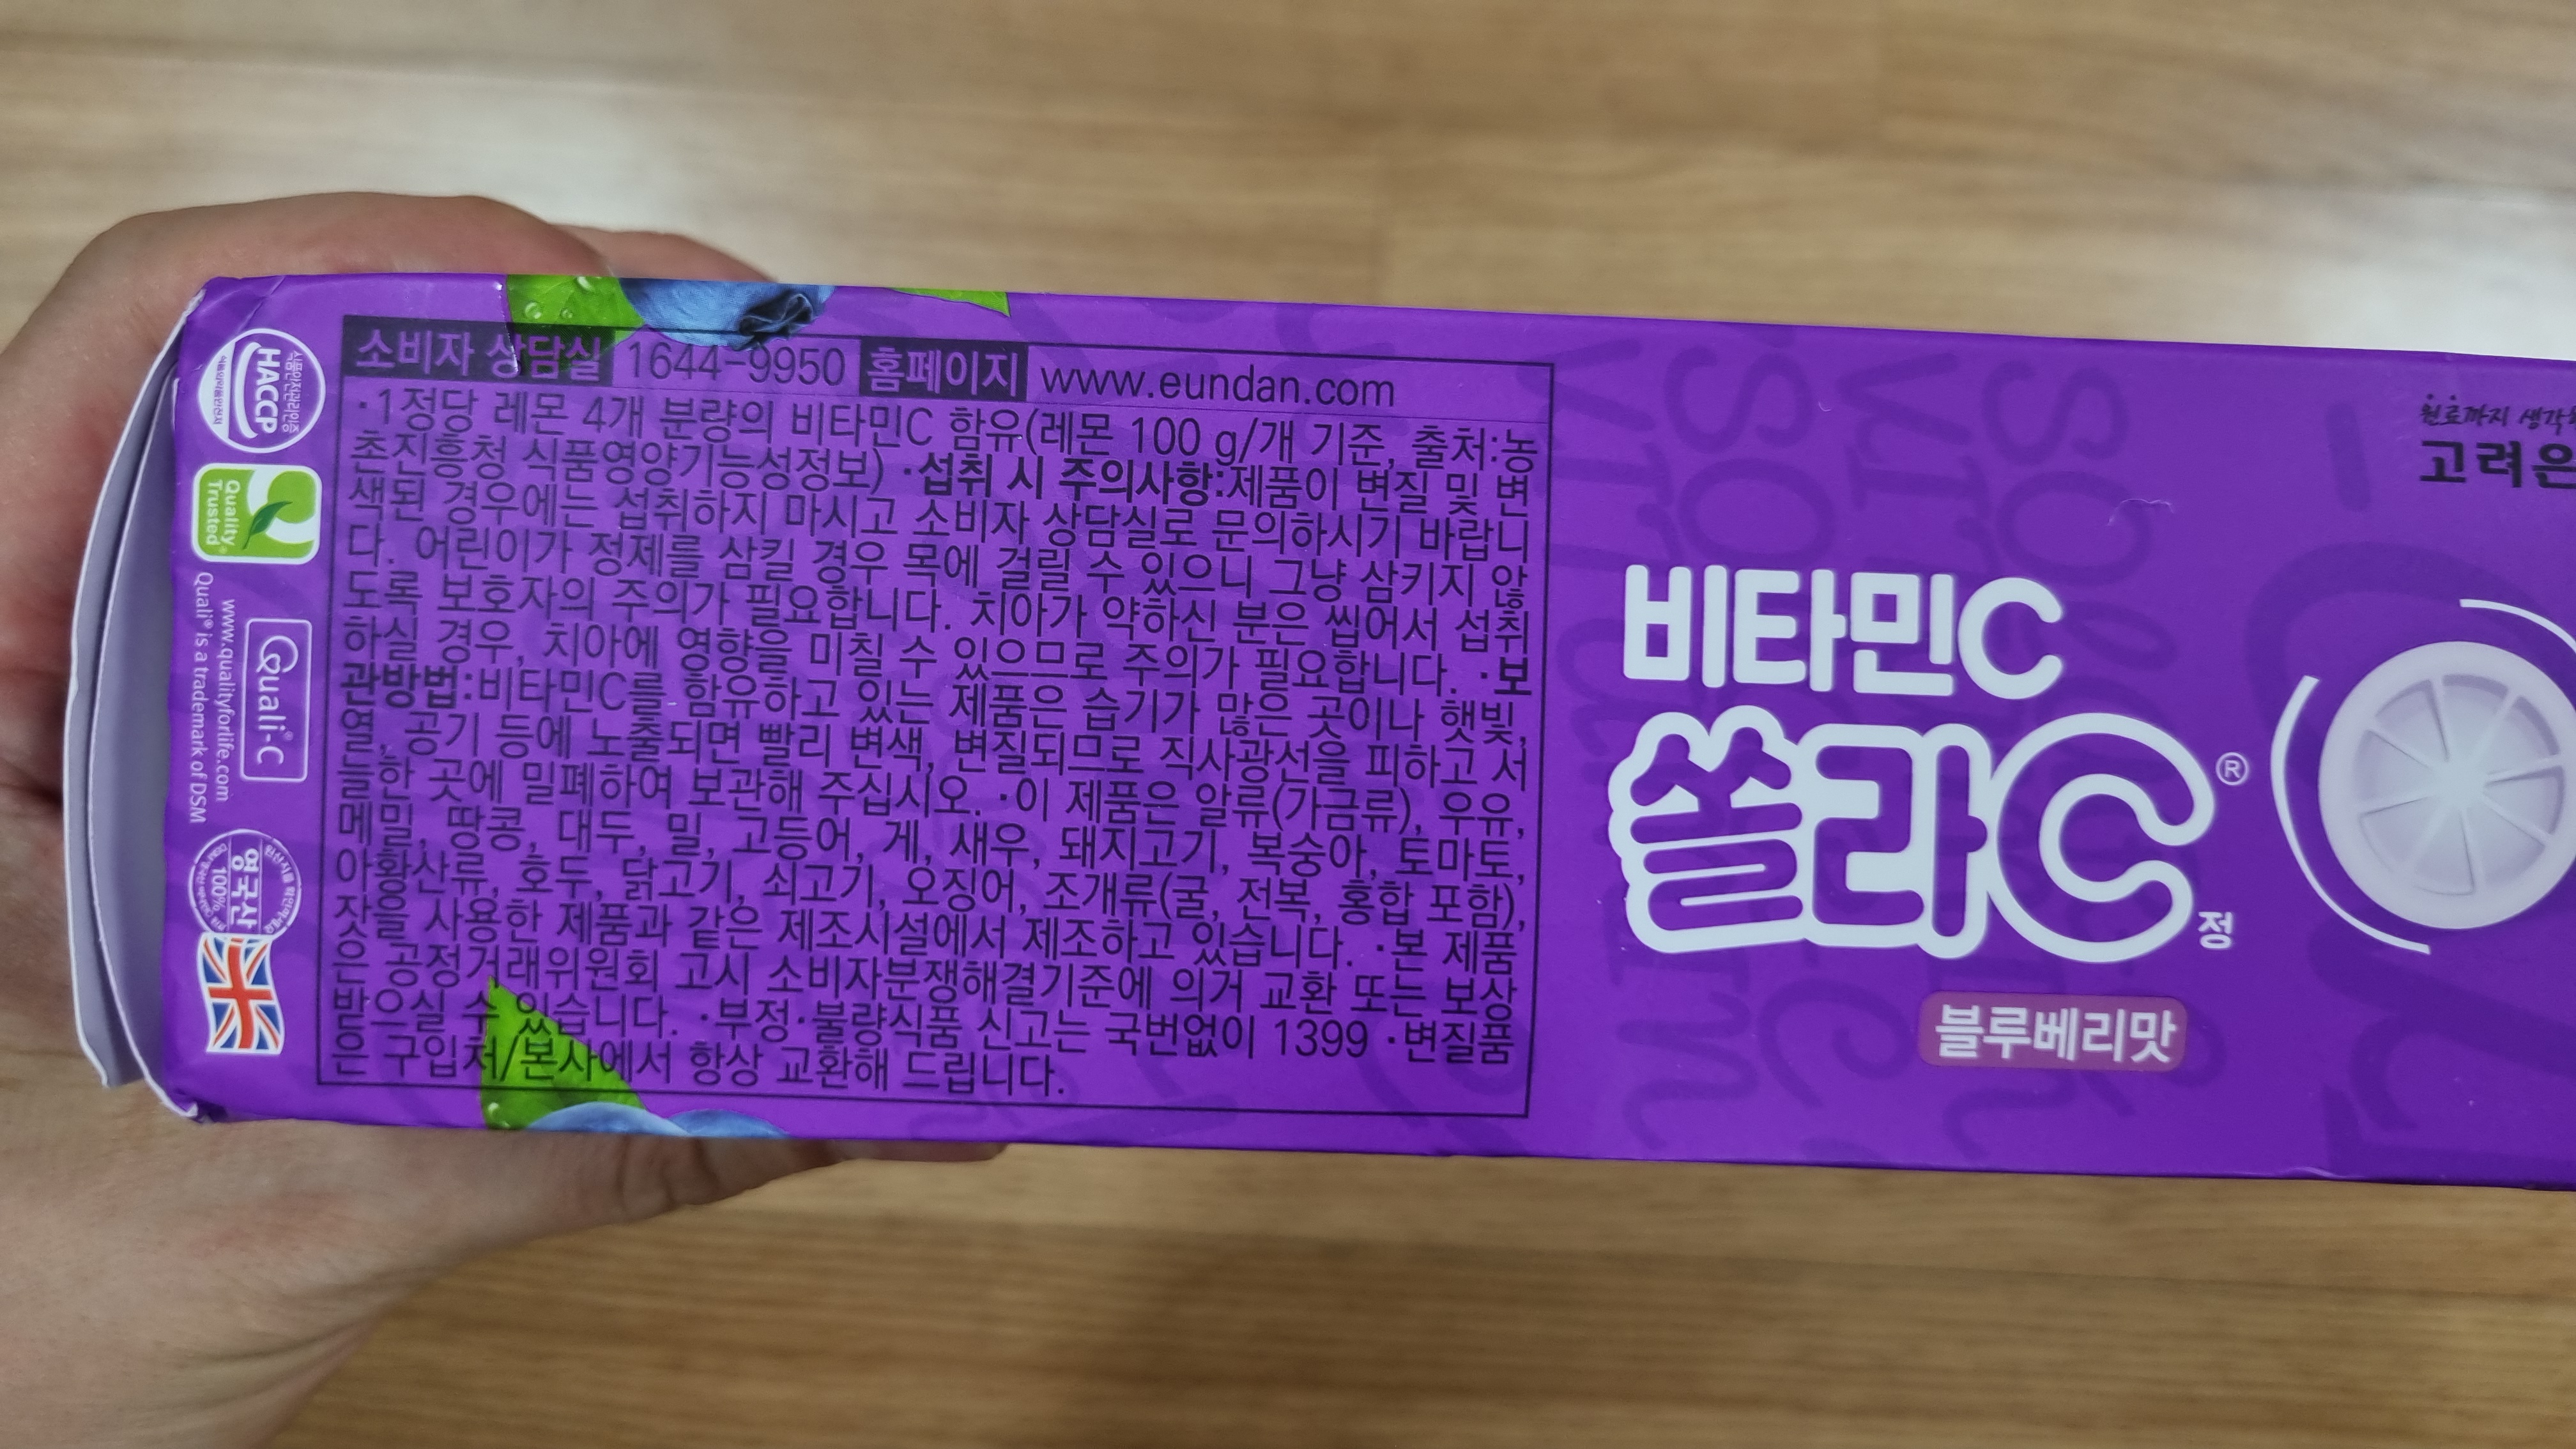 소비자 상담실 1644-9950 홈페이지 www.eundan.com
·1정당 레몬 4개 분량의 비타민C 함유(레몬 100 g/개 기준, 출처:농
촌진흥청 식품영양기능성정보) ·섭취 시 주의사항:제품이 변질 및 변
색된 경우에는 섭취하지 마시고 소비자 상담실로 문의하시기 바랍니
다. 어린이가 정제를 삼킬 경우 목에 걸릴 수 있으니 그냥 삼키지 않
도록 보호자의 주의가 필요합니다. 치아가 약하신 분은 씹어서 섭취
하실 경우, 치아에 영향을 미칠 수 있으므로 주의가 필요합니다. ·보
관방법:비타민C를 함유하고 있는 제품은 습기가 많은 곳이나 햇빛,
열, 공기 등에 노출되면 빨리 변색, 변질되므로 직사광선을 피하고 서
늘한 곳에 밀폐하여 보관해 주십시오. ·이 제품은 알류(가금류), 우유,
메밀, 땅콩, 대두, 밀, 고등어, 게, 새우, 돼지고기, 복숭아, 토마토,
아황산류, 호두, 닭고기, 쇠고기, 오징어, 조개류(굴, 전복, 홍합 포함),
잣을 사용한 제품과 같은 제조시설에서 제조하고 있습니다. ·본 제품
은 공정거래위원회 고시 소비자분쟁해결기준에 의거 교환 또는 보상
받으실 수 있습니다. ·부정·불량식품 신고는 국번없이 1399 ·변질품
은 구입처/본사에서 항상 교환해 드립니다.
식품안전관리인증
HACCP
식품의약품안전처
Quality
Trusted
Quali®-C
www.qualityforlife.com
Quali® is a trademark of DSM
영국산
100%
비타민C
쏠라C®
정
블루베리맛
원료까지 생각
고려은